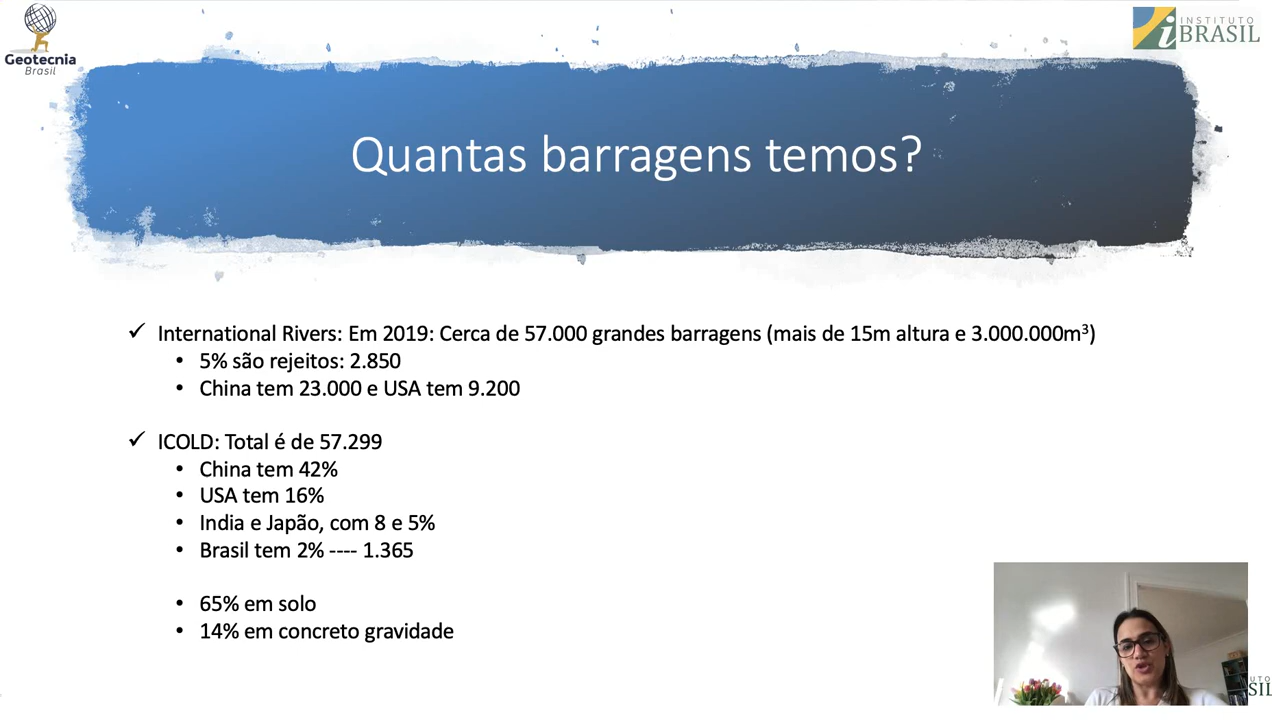 Geotecnia
Brasil
INSTITUTO
iBRASIL
Quantas barragens temos?
✓ International Rivers: Em 2019: Cerca de 57.000 grandes barragens (mais de 15m altura e 3.000.000m³)
• 5% são rejeitos: 2.850
• China tem 23.000 e USA tem 9.200
✓ ICOLD: Total é de 57.299
• China tem 42%
• USA tem 16%
• India e Japão, com 8 e 5%
• Brasil tem 2% ---- 1.365
• 65% em solo
• 14% em concreto gravidade
UTO
SIL